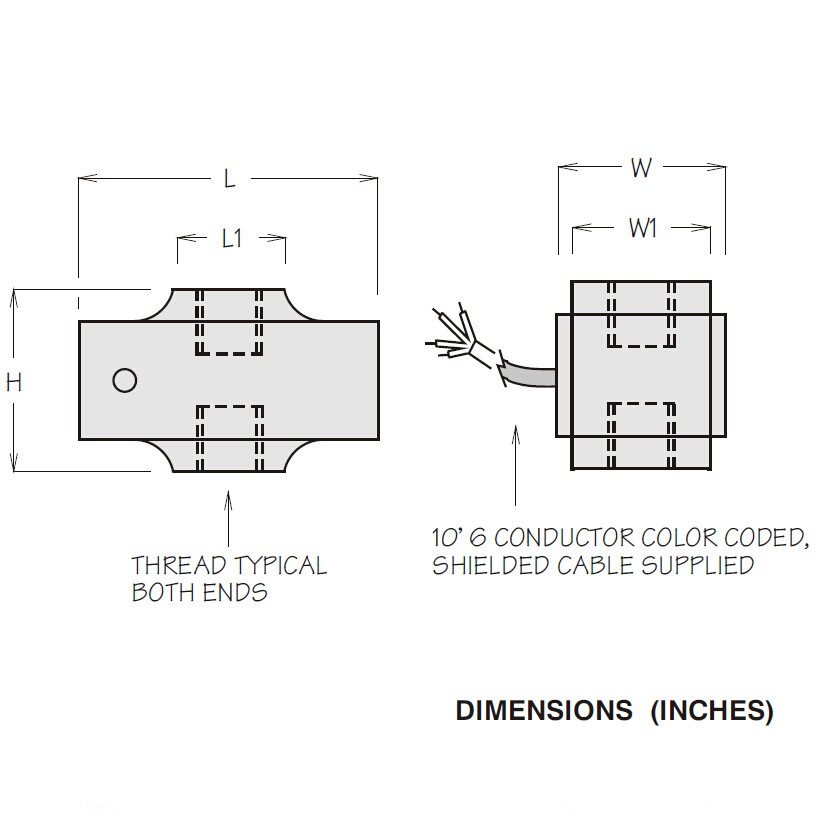 L
W
L1
W1
H
10' 6 CONDUCTOR COLOR CODED,
SHIELDED CABLE SUPPLIED
THREAD TYPICAL
BOTH ENDS
DIMENSIONS (INCHES)